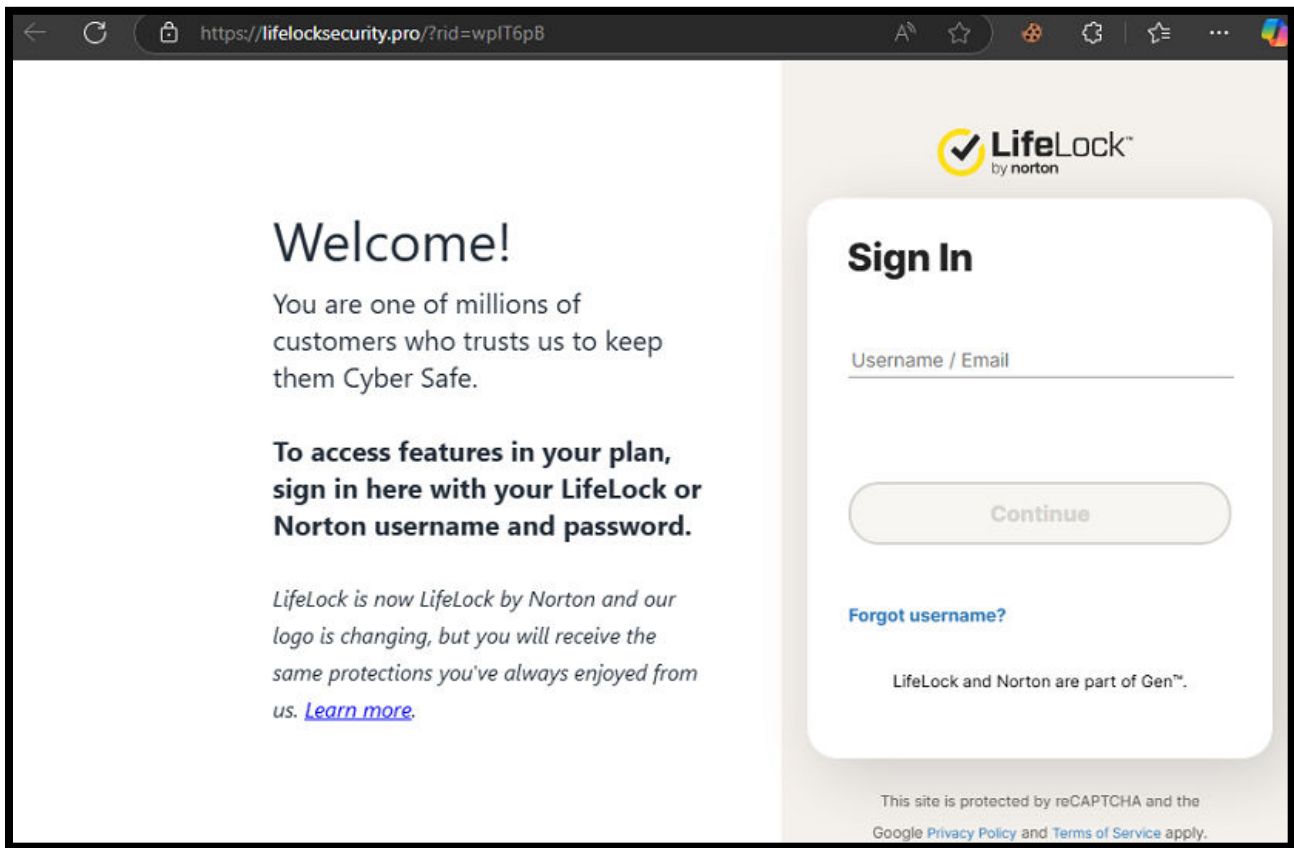 https://lifelocksecurity.pro/?rid=wpIT6pB
LifeLock™
by norton
Welcome!
You are one of millions of
customers who trusts us to keep
them Cyber Safe.
To access features in your plan,
sign in here with your LifeLock or
Norton username and password.
LifeLock is now LifeLock by Norton and our
logo is changing, but you will receive the
same protections you've always enjoyed from
us. Learn more.
Sign In
Username / Email
Continue
Forgot username?
LifeLock and Norton are part of Gen™.
This site is protected by reCAPTCHA and the
Google Privacy Policy and Terms of Service apply.